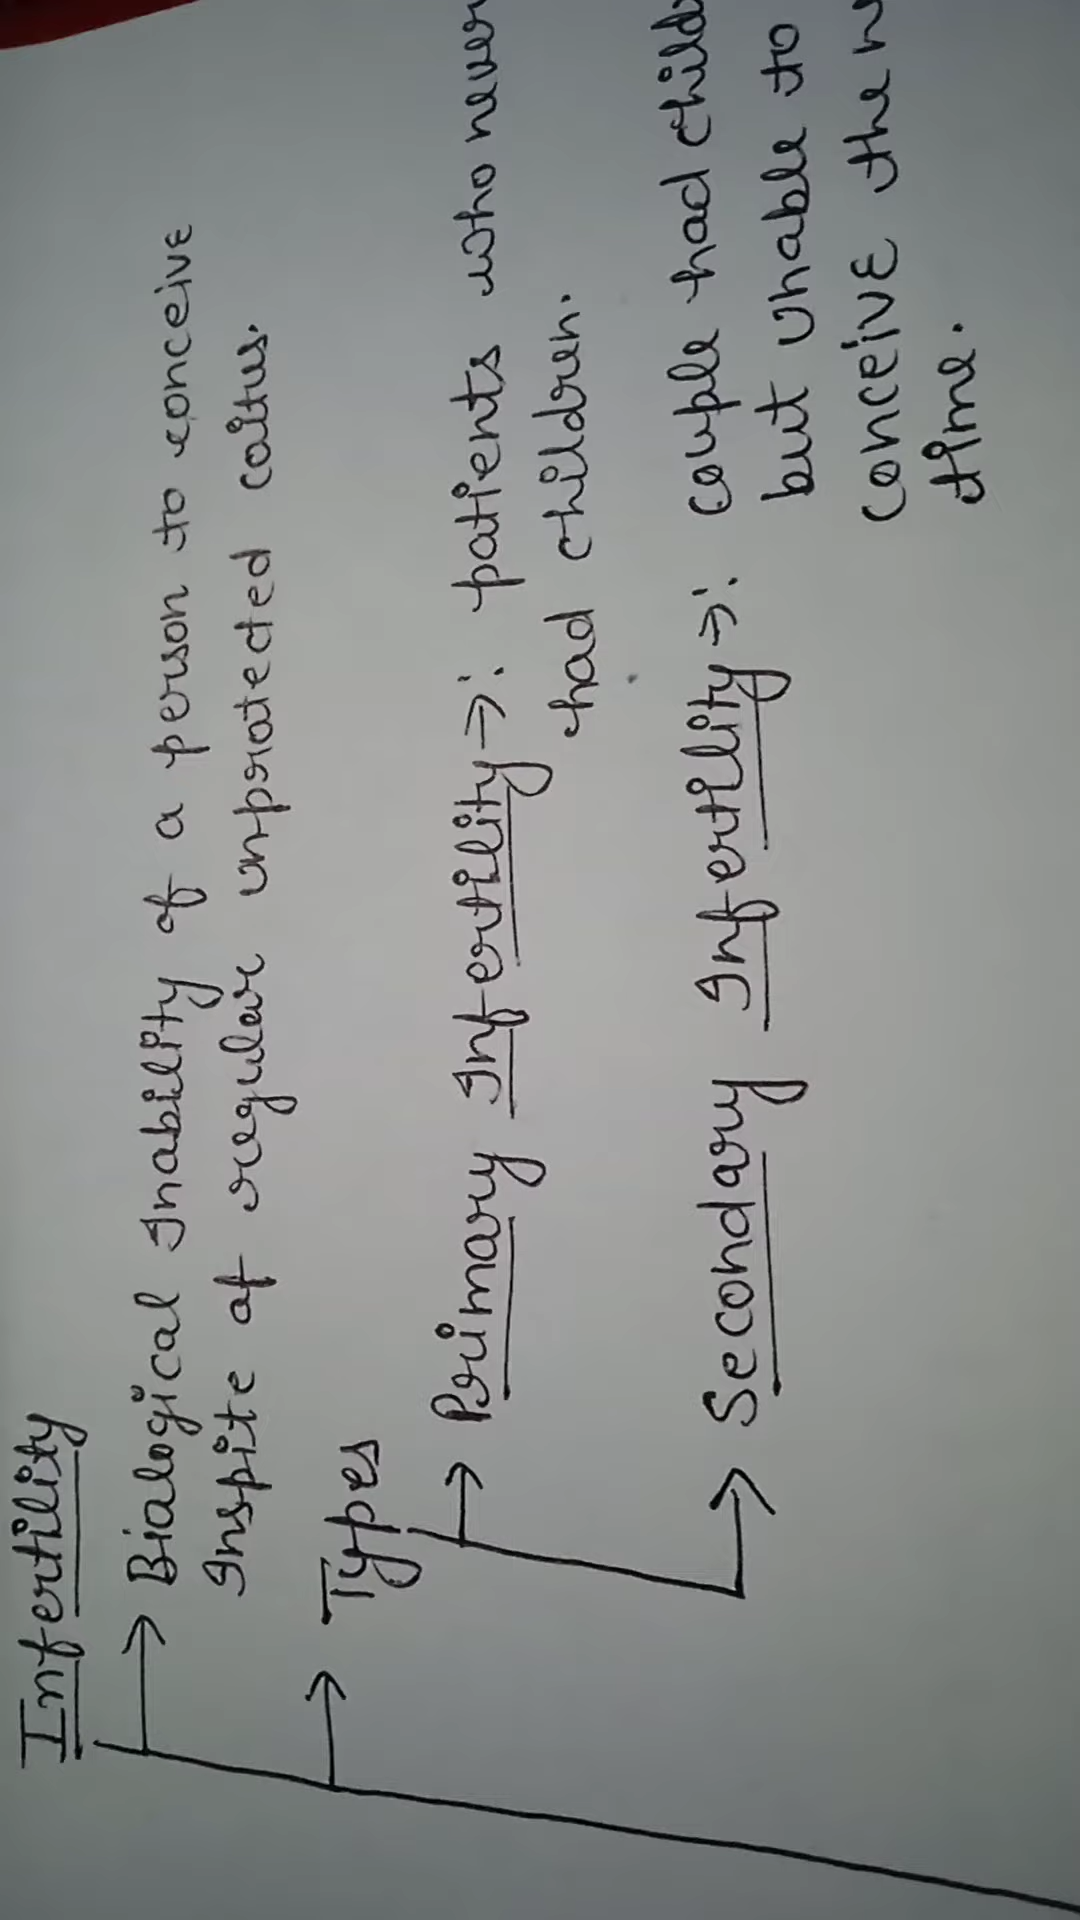 Infertility
→ Bialogical Inability of a person to conceive
Inspite of regular unprotected coitus.
→ Types
→ Primary Infertility →: patients who never
had children.
→ Secondary Infertility →: couple had child
but unable to
conceive the n
time.